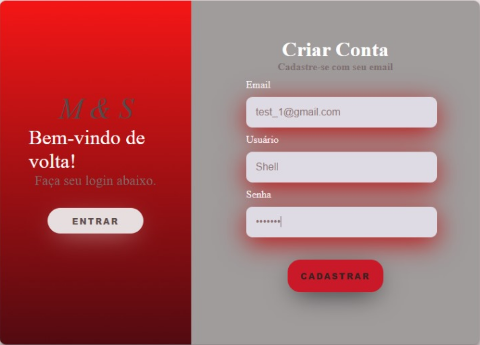 M & S
Bem-vindo de
volta!
Faça seu login abaixo.
ENTRAR
Criar Conta
Cadastre-se com seu email
Email
test_1@gmail.com
Usuário
Shell
Senha
•••••••
CADASTRAR